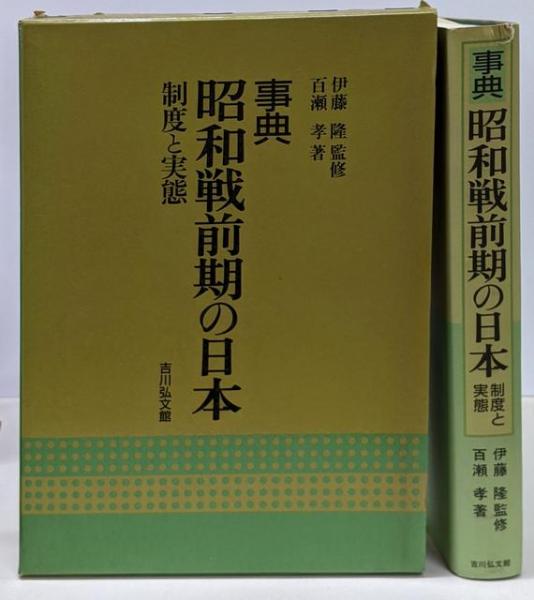 伊藤 隆 監修
百瀬 孝 著
事典
昭和戦前期の日本
制度と実態
吉川弘文館
事典
昭和戦前期の日本
制度と
実態
伊藤 隆 監修
百瀬 孝 著
吉川弘文館